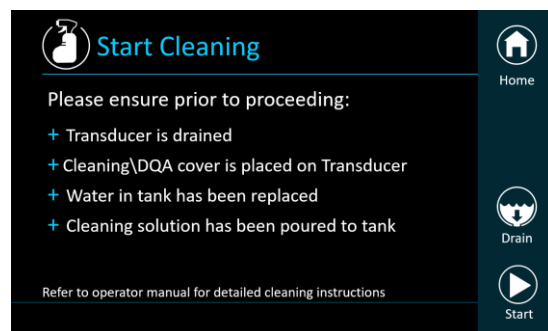 Start Cleaning
Please ensure prior to proceeding:
+ Transducer is drained
+ Cleaning\DQA cover is placed on Transducer
+ Water in tank has been replaced
+ Cleaning solution has been poured to tank
Refer to operator manual for detailed cleaning instructions
Home
Drain
Start